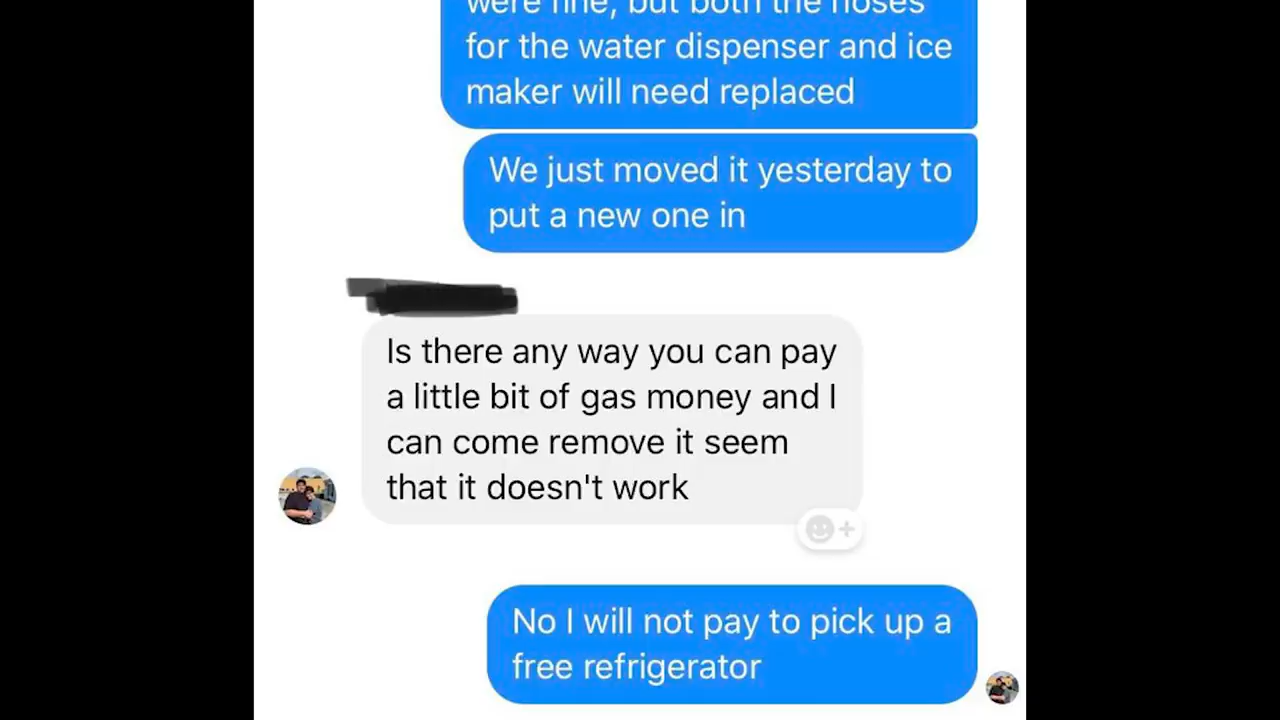 were fine, but both the hoses
for the water dispenser and ice
maker will need replaced
We just moved it yesterday to
put a new one in
Is there any way you can pay
a little bit of gas money and I
can come remove it seem
that it doesn't work
No I will not pay to pick up a
free refrigerator